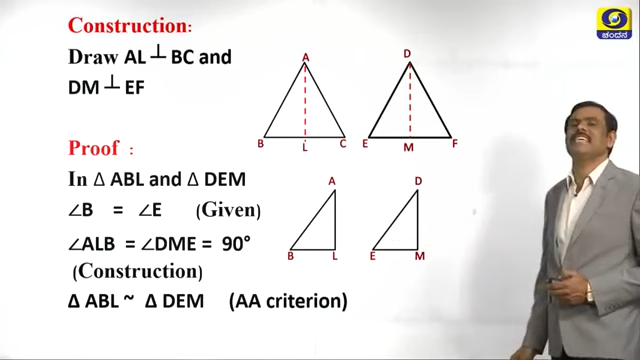 Construction:
Draw AL ┴ BC and
DM ┴ EF
Proof :
In Δ ABL and Δ DEM
∠B = ∠E (Given)
∠ALB = ∠DME = 90°
(Construction)
Δ ABL ~ Δ DEM (AA criterion)
A
B L C
D
E M F
A
B L
D
E M
ಚಂದನ